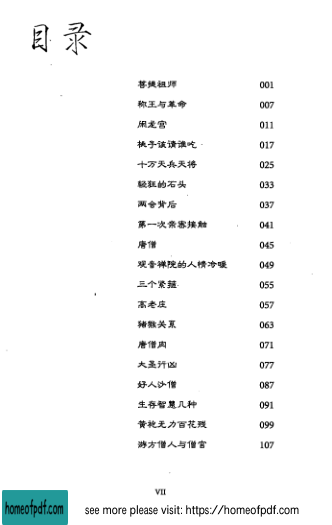 目录
菩提祖师 001
称王与革命 007
闹龙宫 011
桃子该请谁吃 017
十万天兵天将 025
轻狂的石头 033
两会背后 037
第一次亲密接触 041
唐僧 045
观音禅院的人情冷暖 049
三个紧箍 055
高老庄 057
猪猴关系 063
唐僧肉 071
大圣行凶 077
好人沙僧 087
生存智慧几种 091
黄袍无力百花残 099
游方僧人与僧官 107
VII
homeofpdf.com
see more please visit: https://homeofpdf.com